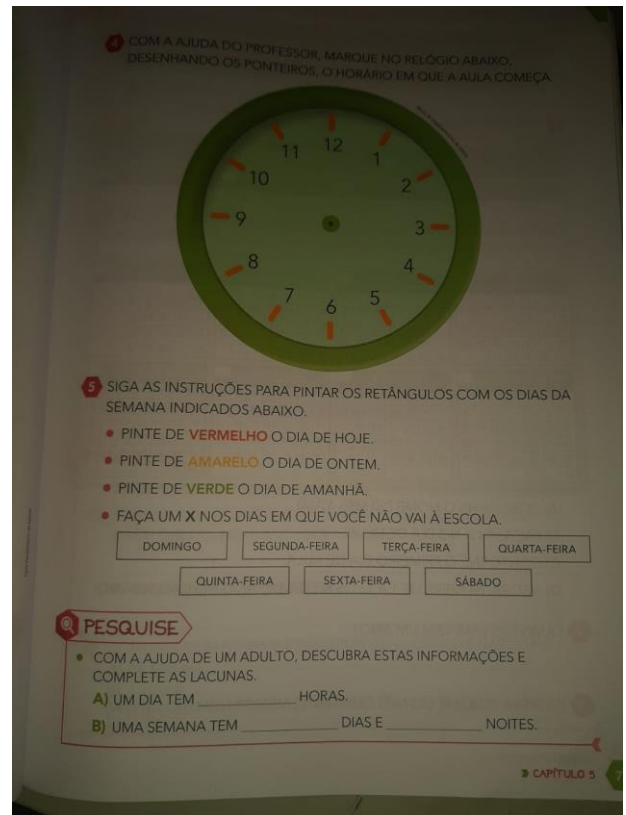 4 COM A AJUDA DO PROFESSOR, MARQUE NO RELÓGIO ABAIXO,
DESENHANDO OS PONTEIROS, O HORÁRIO EM QUE A AULA COMEÇA.
12
11 1
10 2
9 3
8 4
7 5
6
5 SIGA AS INSTRUÇÕES PARA PINTAR OS RETÂNGULOS COM OS DIAS DA
SEMANA INDICADOS ABAIXO.
• PINTE DE VERMELHO O DIA DE HOJE.
• PINTE DE AMARELO O DIA DE ONTEM.
• PINTE DE VERDE O DIA DE AMANHÃ.
• FAÇA UM X NOS DIAS EM QUE VOCÊ NÃO VAI À ESCOLA.
DOMINGO SEGUNDA-FEIRA TERÇA-FEIRA QUARTA-FEIRA
QUINTA-FEIRA SEXTA-FEIRA SÁBADO
PESQUISE
• COM A AJUDA DE UM ADULTO, DESCUBRA ESTAS INFORMAÇÕES E
COMPLETE AS LACUNAS.
A) UM DIA TEM ____________ HORAS.
B) UMA SEMANA TEM ____________ DIAS E ____________ NOITES.
CAPÍTULO 5